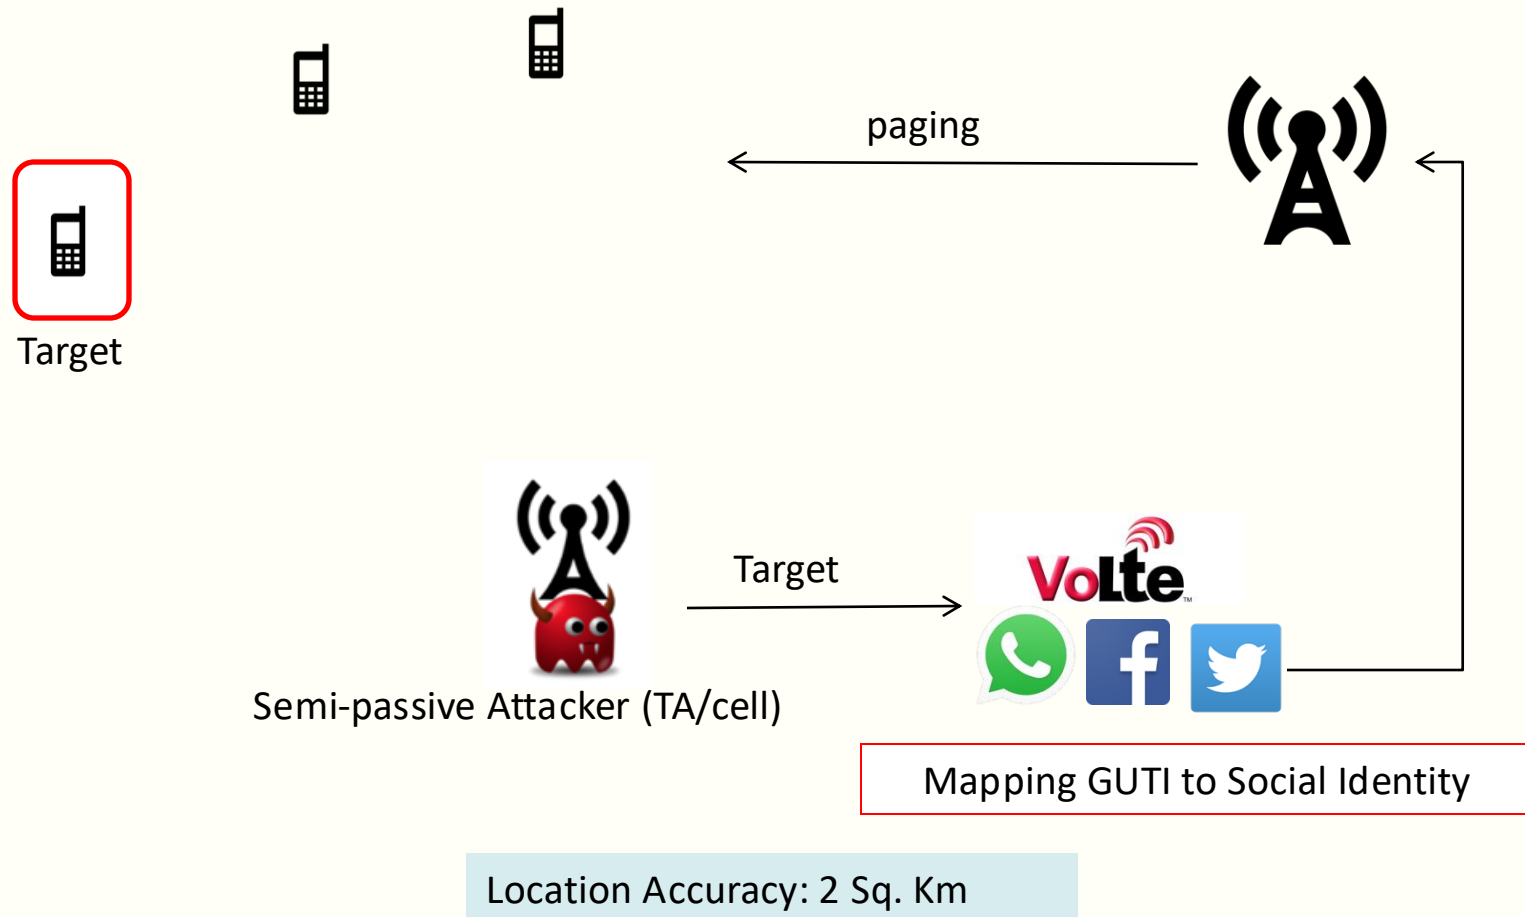 paging
Target
Target
VoLte
Semi-passive Attacker (TA/cell)
Mapping GUTI to Social Identity
Location Accuracy: 2 Sq. Km